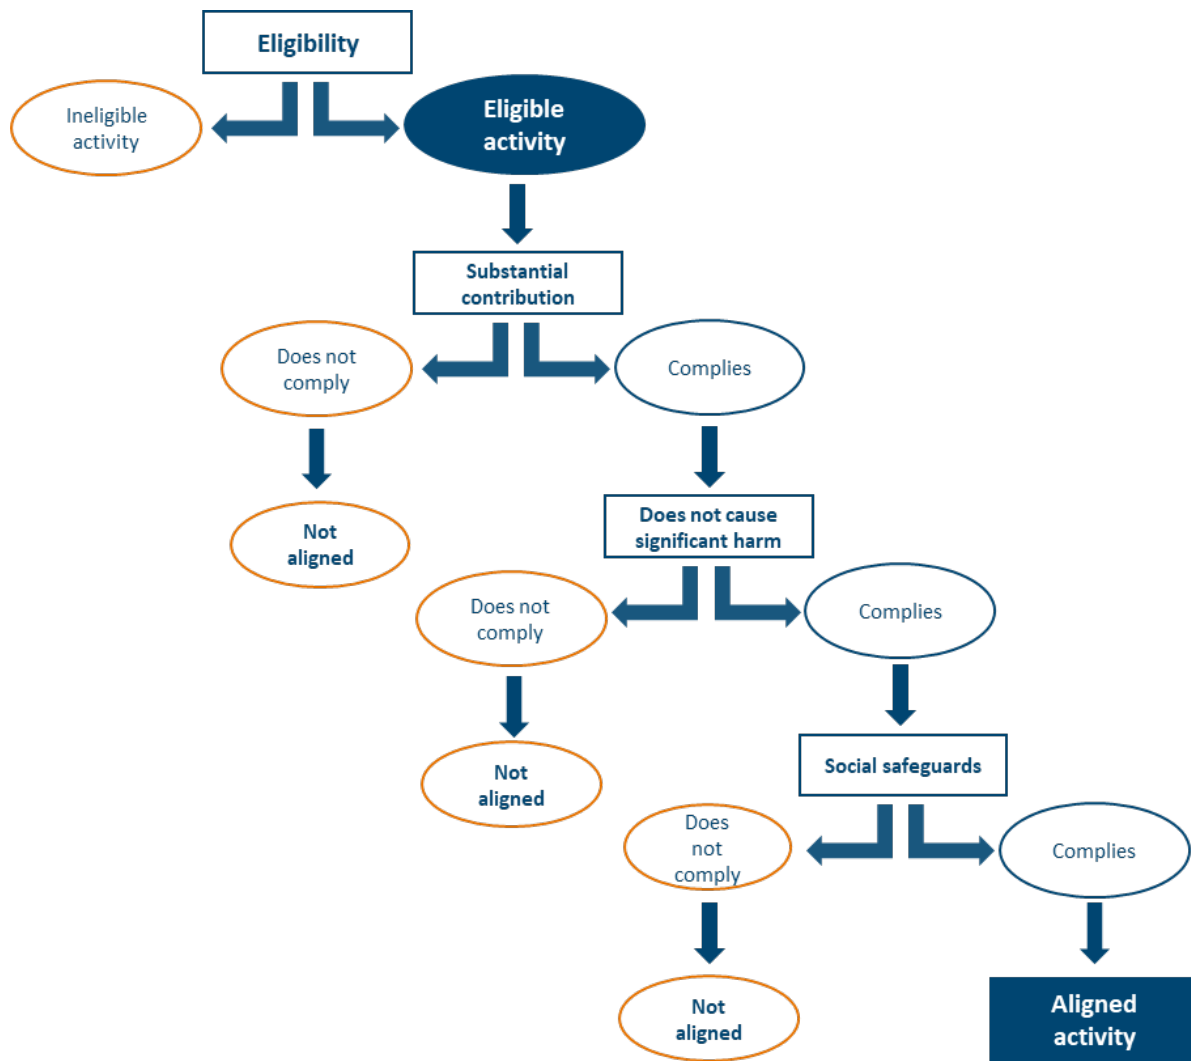 Eligibility
Ineligible
activity
Eligible
activity
Substantial
contribution
Does not
comply
Complies
Not
aligned
Does not cause
significant harm
Does not
comply
Complies
Not
aligned
Social safeguards
Does
not
comply
Complies
Not
aligned
Aligned
activity